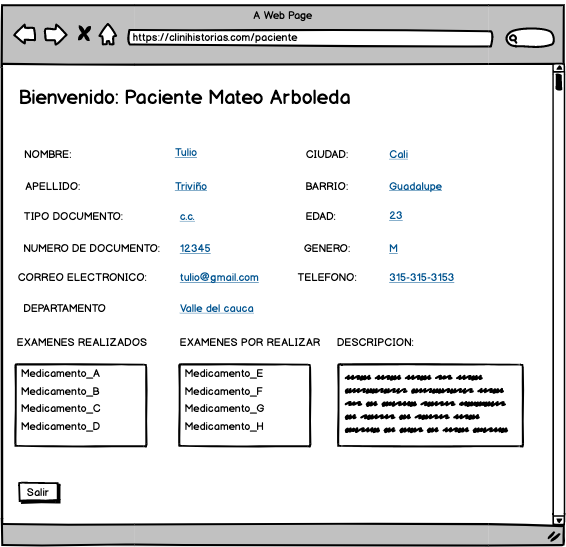 A Web Page
https://clinihistorias.com/paciente
Bienvenido: Paciente Mateo Arboleda
NOMBRE: Tulio CIUDAD: Cali
APELLIDO: Triviño BARRIO: Guadalupe
TIPO DOCUMENTO: c.c. EDAD: 23
NUMERO DE DOCUMENTO: 12345 GENERO: M
CORREO ELECTRONICO: tulio@gmail.com TELEFONO: 315-315-3153
DEPARTAMENTO Valle del cauca
EXAMENES REALIZADOS EXAMENES POR REALIZAR DESCRIPCION:
Medicamento_A Medicamento_E
Medicamento_B Medicamento_F
Medicamento_C Medicamento_G
Medicamento_D Medicamento_H
Salir